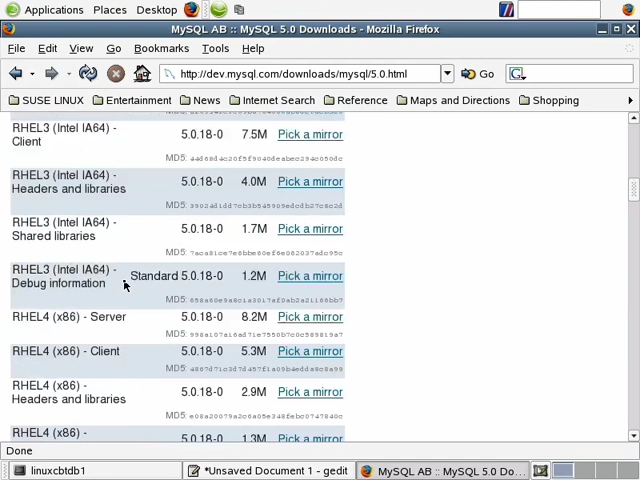 Applications Places Desktop
MySQL AB :: MySQL 5.0 Downloads - Mozilla Firefox
File Edit View Go Bookmarks Tools Help
http://dev.mysql.com/downloads/mysql/5.0.html Go
SUSE LINUX Entertainment News Internet Search Reference Maps and Directions Shopping
RHEL3 (Intel IA64) -
Client 5.0.18-0 7.5M Pick a mirror
MD5:
RHEL3 (Intel IA64) -
Headers and libraries 5.0.18-0 4.0M Pick a mirror
MD5:
RHEL3 (Intel IA64) -
Shared libraries 5.0.18-0 1.7M Pick a mirror
MD5:
RHEL3 (Intel IA64) -
Debug information - Standard 5.0.18-0 1.2M Pick a mirror
MD5:
RHEL4 (x86) - Server 5.0.18-0 8.2M Pick a mirror
MD5:
RHEL4 (x86) - Client 5.0.18-0 5.3M Pick a mirror
MD5:
RHEL4 (x86) -
Headers and libraries 5.0.18-0 2.9M Pick a mirror
MD5:
RHEL4 (x86) -
5.0.18-0 1.3M Pick a mirror
Done
linuxcbtdb1 *Unsaved Document 1 - gedit MySQL AB :: MySQL 5.0 Do...